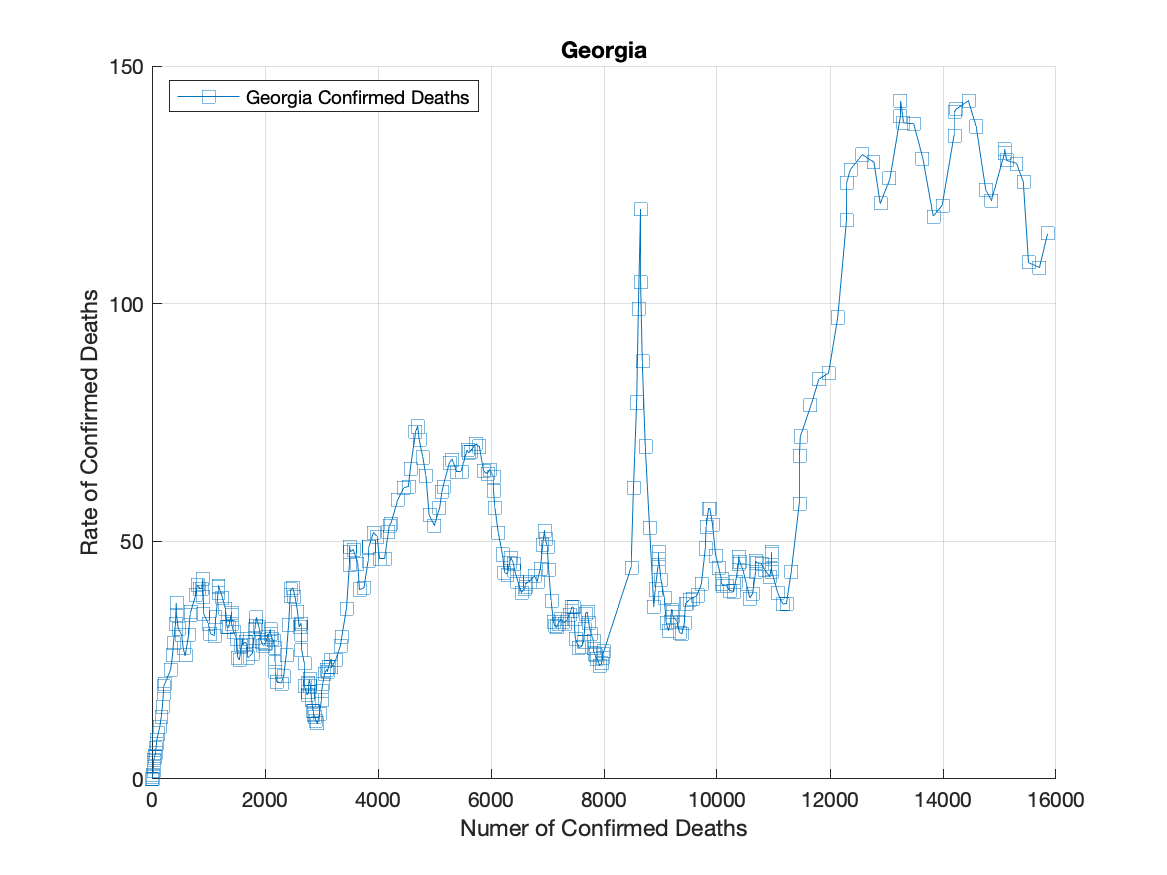 Georgia
Georgia Confirmed Deaths
150
100
50
0
Rate of Confirmed Deaths
0 2000 4000 6000 8000 10000 12000 14000 16000
Numer of Confirmed Deaths